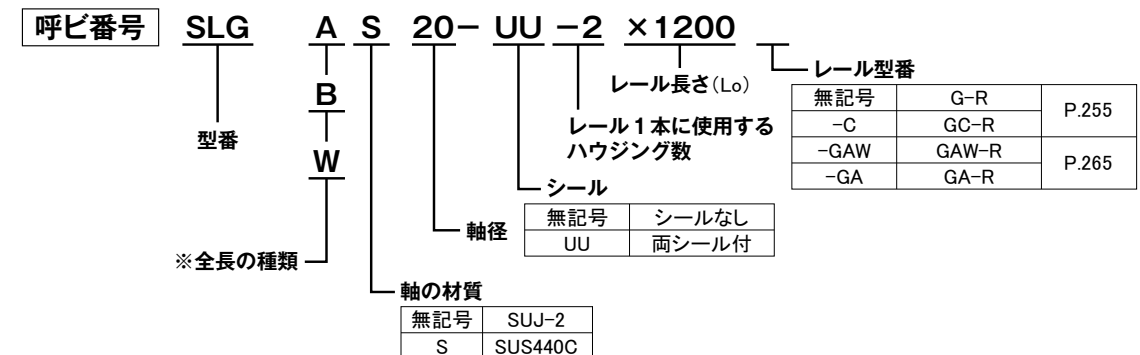 呼ビ番号 SLG A S 20- UU -2 ×1200
B
W
型番
※全長の種類
軸の材質
無記号 SUJ-2
S SUS440C
軸径
シール
無記号 シールなし
UU 両シール付
レール1本に使用する
ハウジング数
レール長さ(Lo)
レール型番
無記号 G-R P.255
-C GC-R
-GAW GAW-R P.265
-GA GA-R